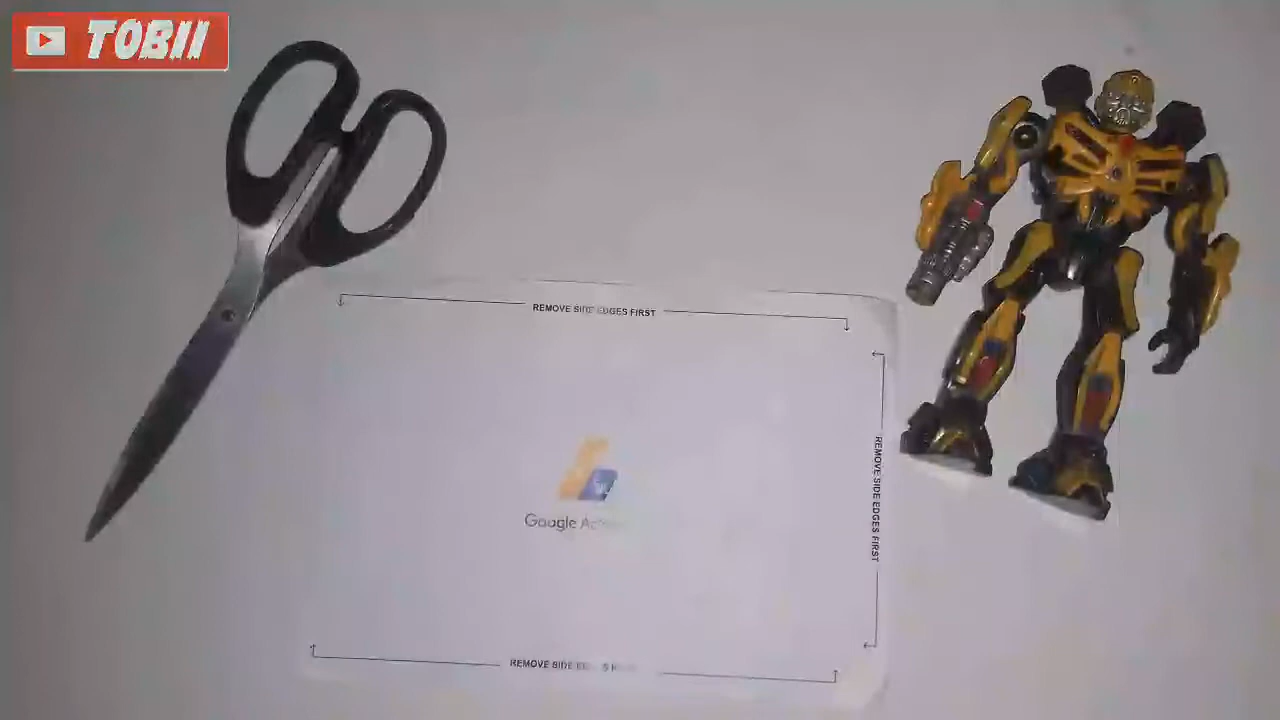 TOBII
REMOVE SIDE EDGES FIRST
REMOVE SIDE EDGES FIRST
Google
REMOVE SIDE